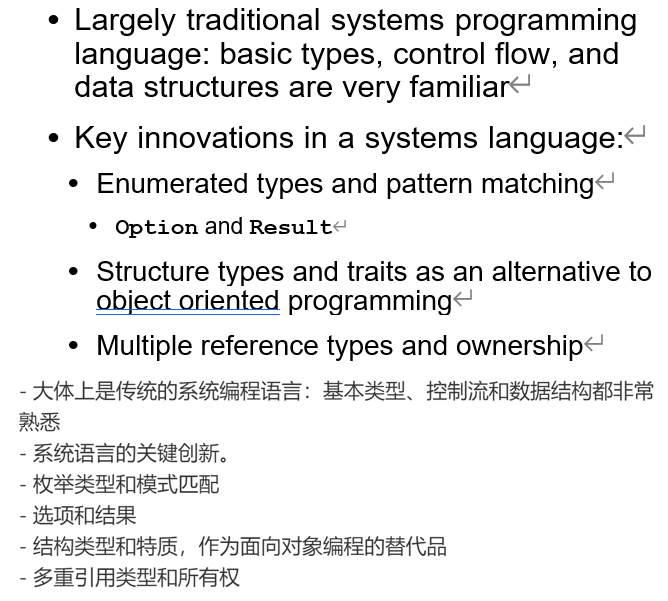 • Largely traditional systems programming
language: basic types, control flow, and
data structures are very familiar↵
• Key innovations in a systems language:↵
• Enumerated types and pattern matching↵
• Option and Result↵
• Structure types and traits as an alternative to
object oriented programming↵
• Multiple reference types and ownership↵
- 大体上是传统的系统编程语言：基本类型、控制流和数据结构都非常
熟悉
- 系统语言的关键创新。
- 枚举类型和模式匹配
- 选项和结果
- 结构类型和特质，作为面向对象编程的替代品
- 多重引用类型和所有权